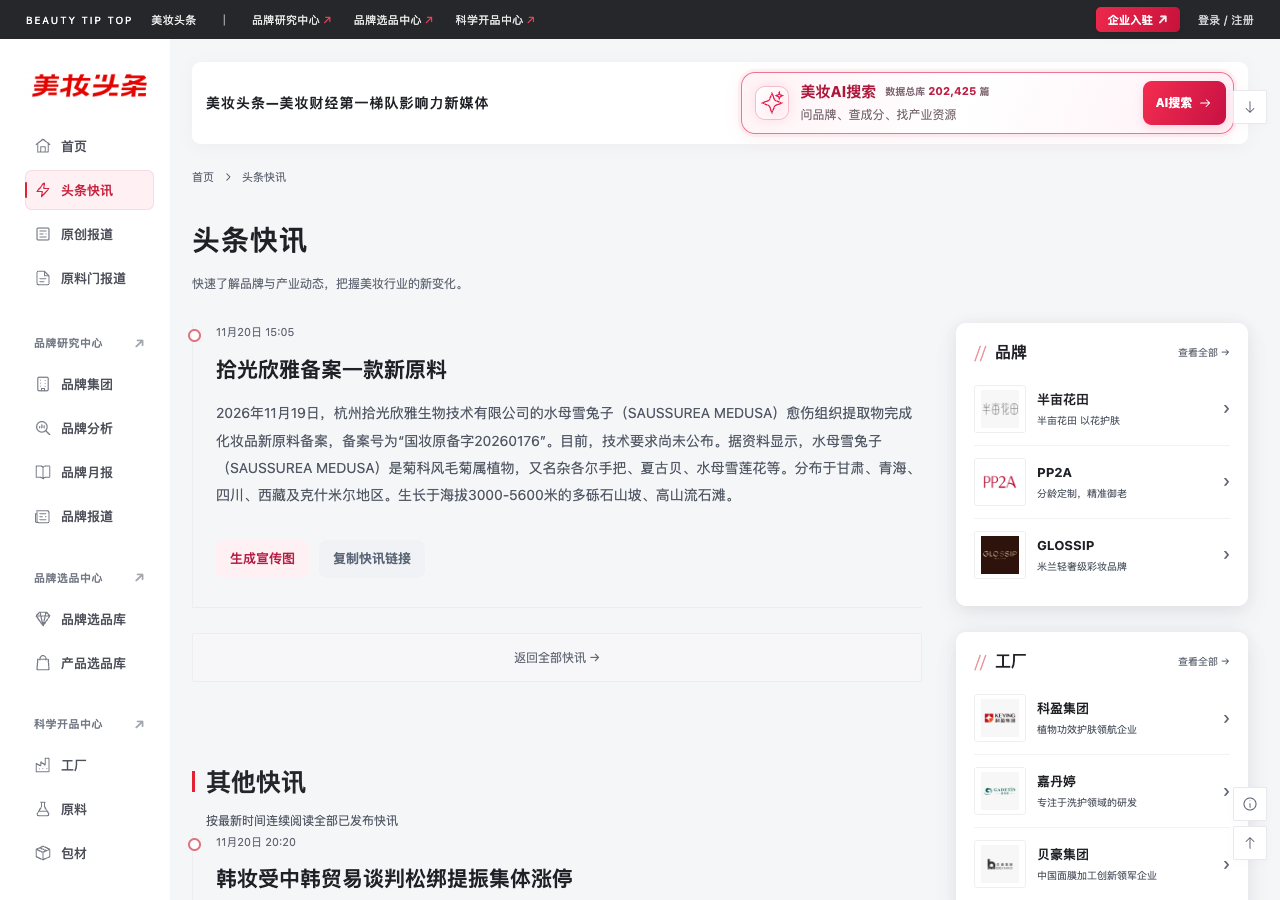 BEAUTY TIP TOP 美妆头条 | 品牌研究中心 品牌选品中心 科学开品中心 企业入驻 登录 / 注册
美妆头条
首页
头条快讯
原创报道
原料门报道
品牌研究中心
品牌集团
品牌分析
品牌月报
品牌报道
品牌选品中心
品牌选品库
产品选品库
科学开品中心
工厂
原料
包材
美妆头条—美妆财经第一梯队影响力新媒体
美妆AI搜索 数据总库 202,425 篇
问品牌、查成分、找产业资源
AI搜索 →
首页 > 头条快讯
头条快讯
快速了解品牌与产业动态，把握美妆行业的新变化。
11月20日 15:05
拾光欣雅备案一款新原料
2026年11月19日，杭州拾光欣雅生物技术有限公司的水母雪兔子（SAUSSUREA MEDUSA）愈伤组织提取物完成
化妆品新原料备案，备案号为“国妆原备字20260176”。目前，技术要求尚未公布。据资料显示，水母雪兔子
（SAUSSUREA MEDUSA）是菊科风毛菊属植物，又名杂各尔手把、夏古贝、水母雪莲花等。分布于甘肃、青海、
四川、西藏及克什米尔地区。生长于海拔3000-5600米的多砾石山坡、高山流石滩。
生成宣传图 复制快讯链接
返回全部快讯 →
其他快讯
按最新时间连续阅读全部已发布快讯
11月20日 20:20
韩妆受中韩贸易谈判松绑提振集体涨停
// 品牌 查看全部 →
半亩花田
半亩花田
半亩花田 以花护肤
PP2A
PP2A
分龄定制，精准御老
GLOSSIP
GLOSSIP
米兰轻奢级彩妆品牌
// 工厂 查看全部 →
KEYING
科盈集团
科盈集团
植物功效护肤领航企业
嘉丹婷
专注于洗护领域的研发
贝豪集团
中国面膜加工创新领军企业